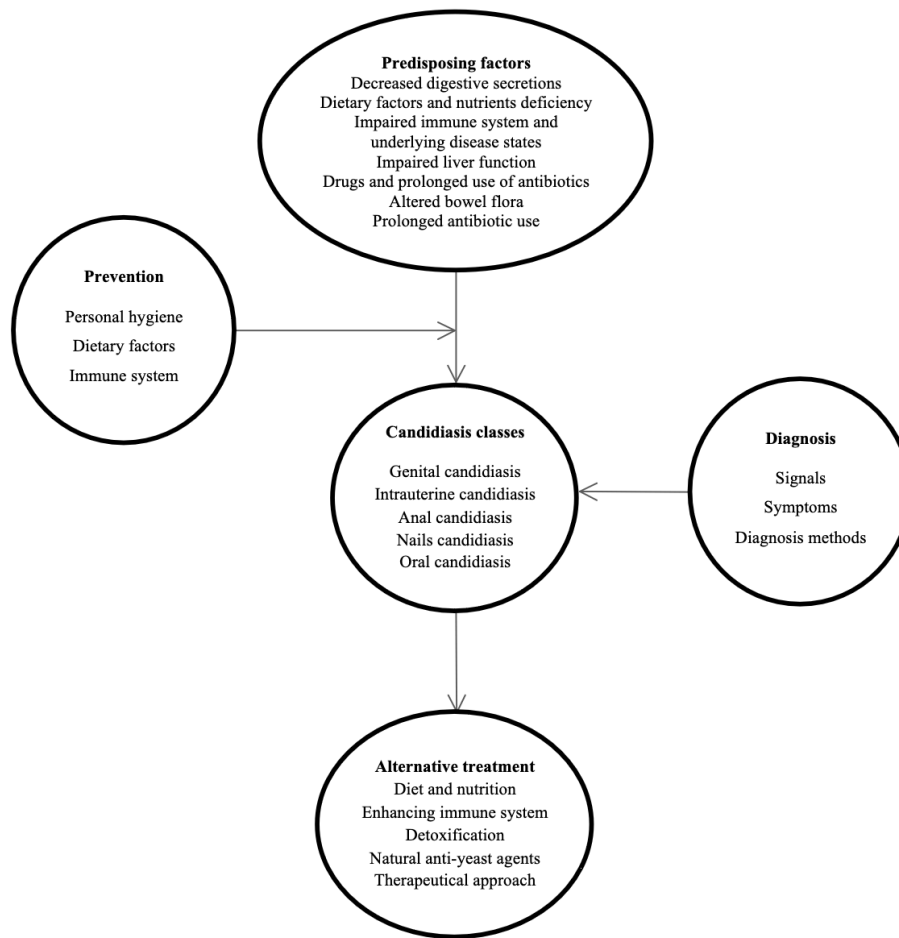 Predisposing factors
Decreased digestive secretions
Dietary factors and nutrients deficiency
Impaired immune system and
underlying disease states
Impaired liver function
Drugs and prolonged use of antibiotics
Altered bowel flora
Prolonged antibiotic use
Prevention
Personal hygiene
Dietary factors
Immune system
Candidiasis classes
Genital candidiasis
Intrauterine candidiasis
Anal candidiasis
Nails candidiasis
Oral candidiasis
Diagnosis
Signals
Symptoms
Diagnosis methods
Alternative treatment
Diet and nutrition
Enhancing immune system
Detoxification
Natural anti-yeast agents
Therapeutical approach